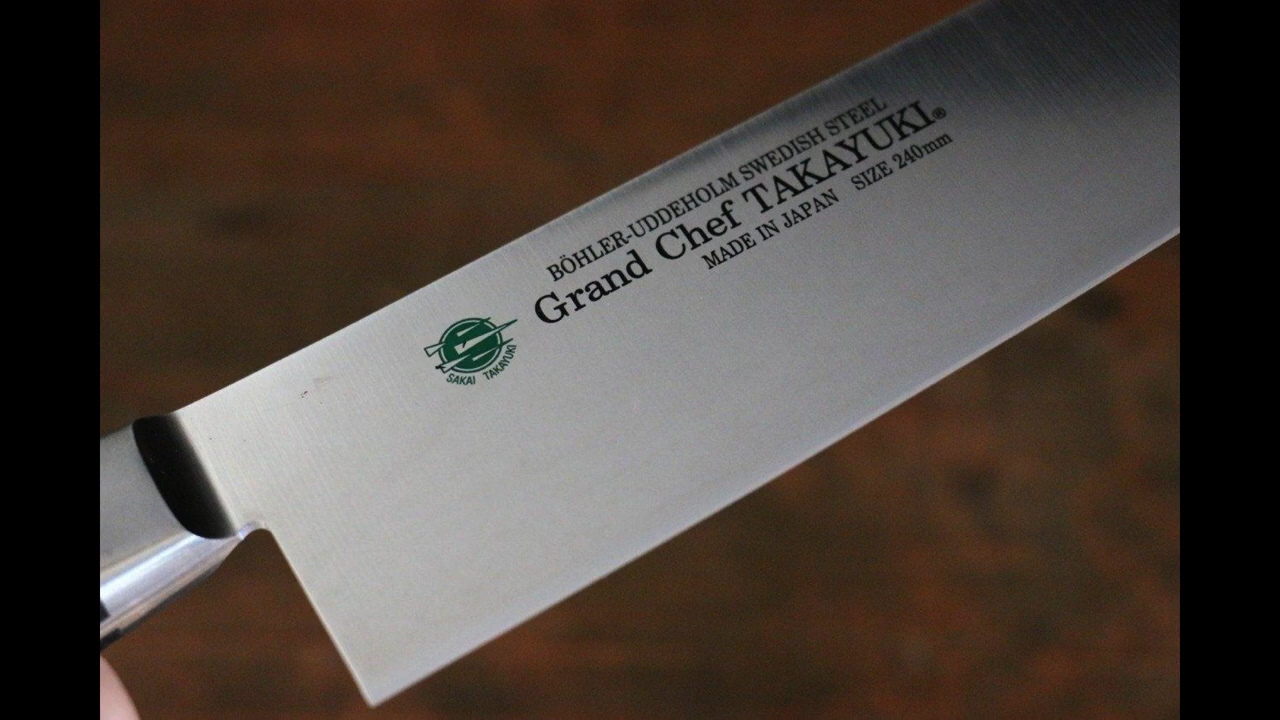 BÖHLER-UDDEHOLM SWEDISH STEEL
Grand Chef TAKAYUKI®
MADE IN JAPAN SIZE 240mm
SAKAI TAKAYUKI